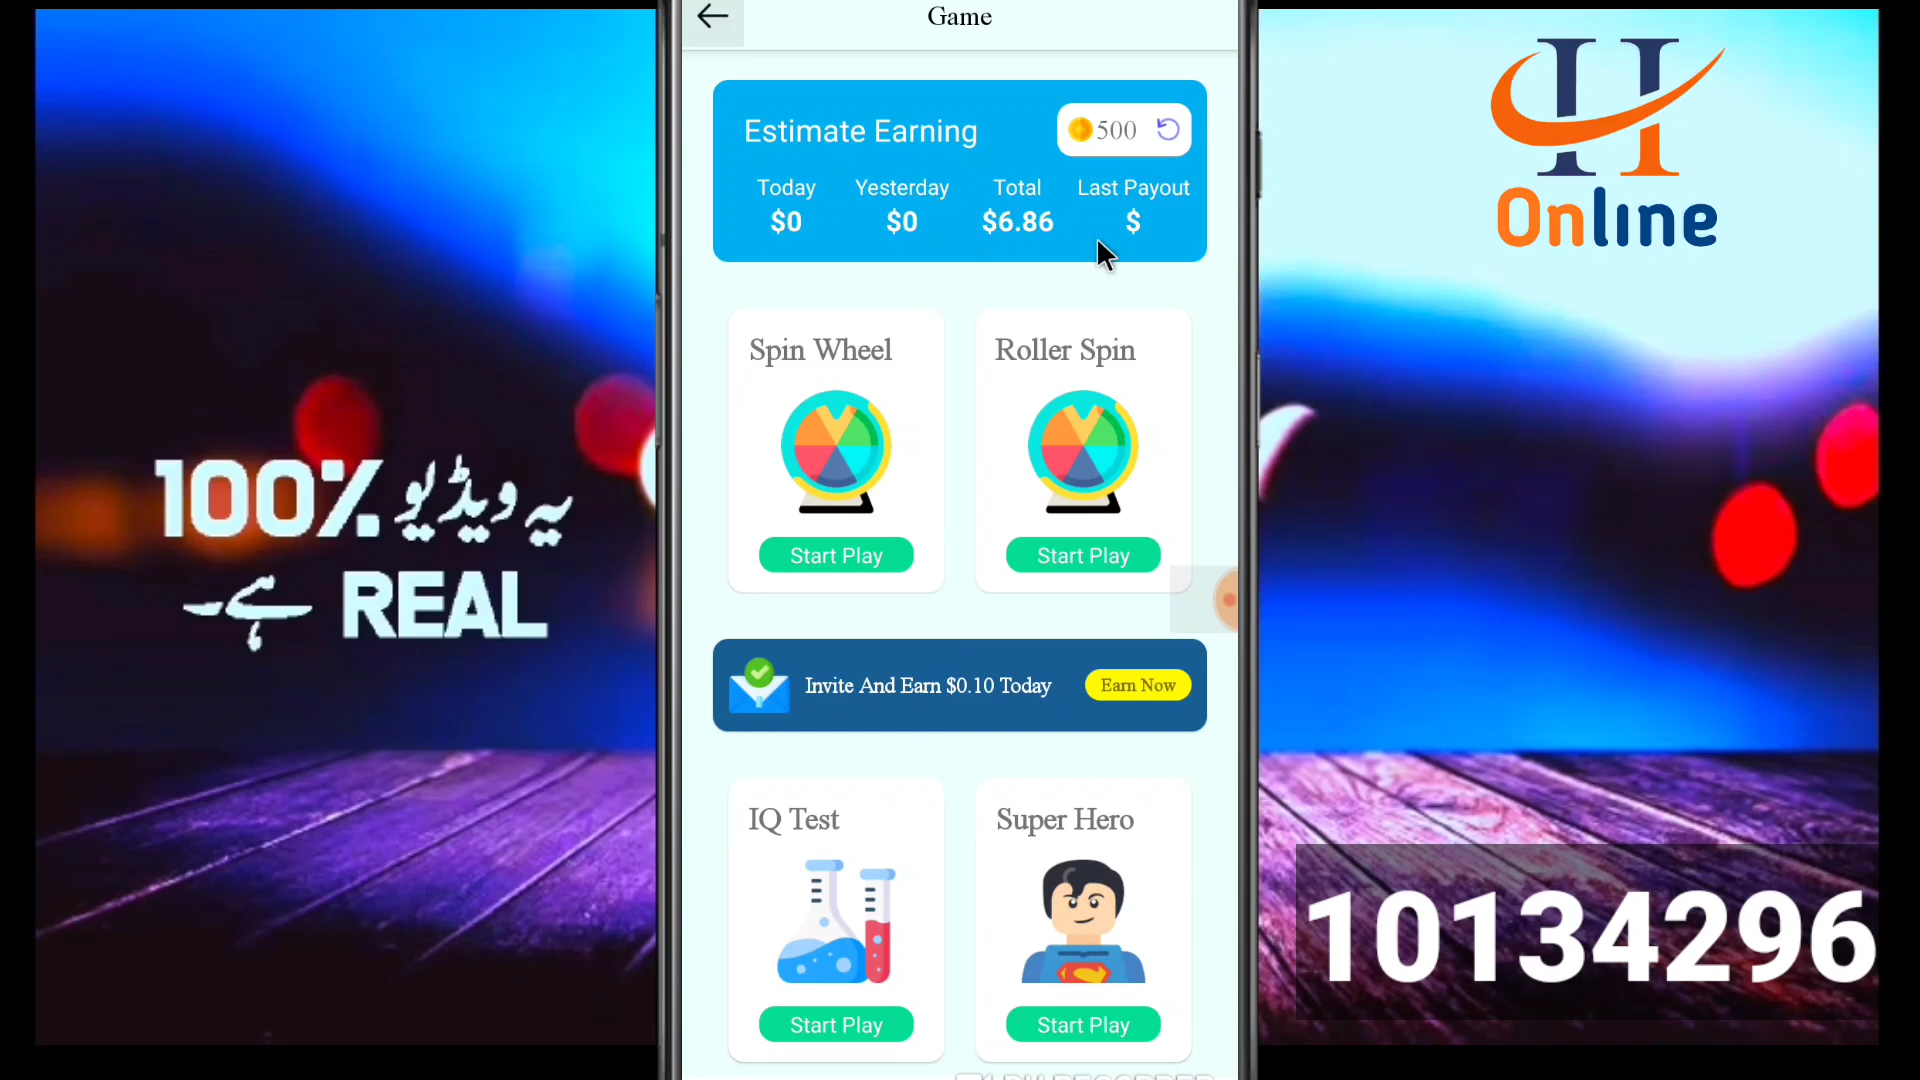 Game
Estimate Earning
500
Today Yesterday Total Last Payout
$0 $0 $6.86 $
Spin Wheel Roller Spin
Start Play Start Play
Invite And Earn $0.10 Today Earn Now
IQ Test Super Hero
Start Play Start Play
یہ ویڈیو 100%
REAL ہے۔
H
Online
10134296